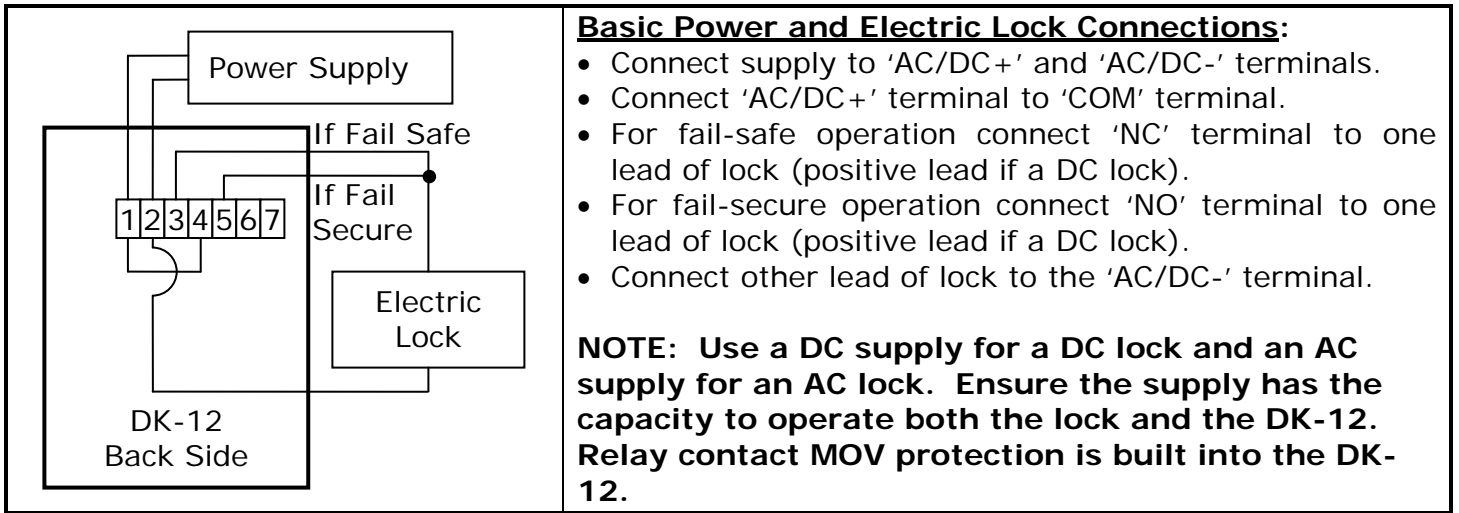 Power Supply
If Fail Safe
If Fail
Secure
1 2 3 4 5 6 7
Electric
Lock
DK-12
Back Side
Basic Power and Electric Lock Connections:
• Connect supply to ‘AC/DC+’ and ‘AC/DC-’ terminals.
• Connect ‘AC/DC+’ terminal to ‘COM’ terminal.
• For fail-safe operation connect ‘NC’ terminal to one
lead of lock (positive lead if a DC lock).
• For fail-secure operation connect ‘NO’ terminal to one
lead of lock (positive lead if a DC lock).
• Connect other lead of lock to the ‘AC/DC-’ terminal.
NOTE: Use a DC supply for a DC lock and an AC
supply for an AC lock. Ensure the supply has the
capacity to operate both the lock and the DK-12.
Relay contact MOV protection is built into the DK-
12.